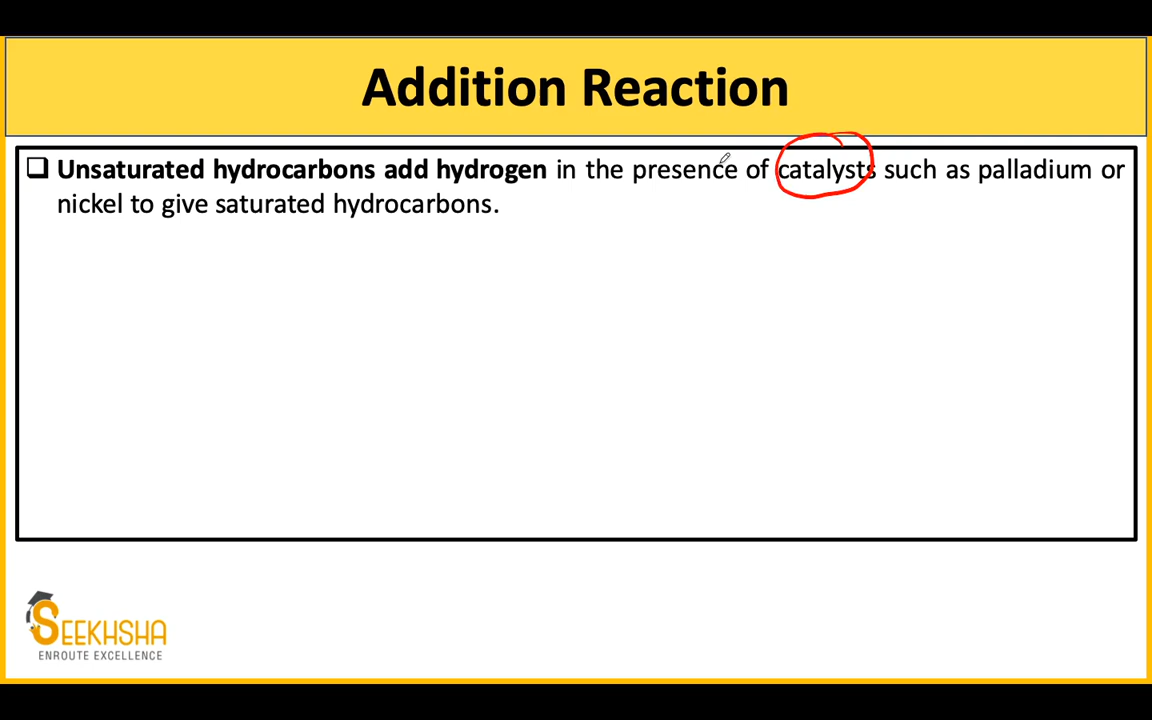 Addition Reaction
❑ Unsaturated hydrocarbons add hydrogen in the presence of catalysts such as palladium or
nickel to give saturated hydrocarbons.
SEEKHSHA
ENROUTE EXCELLENCE